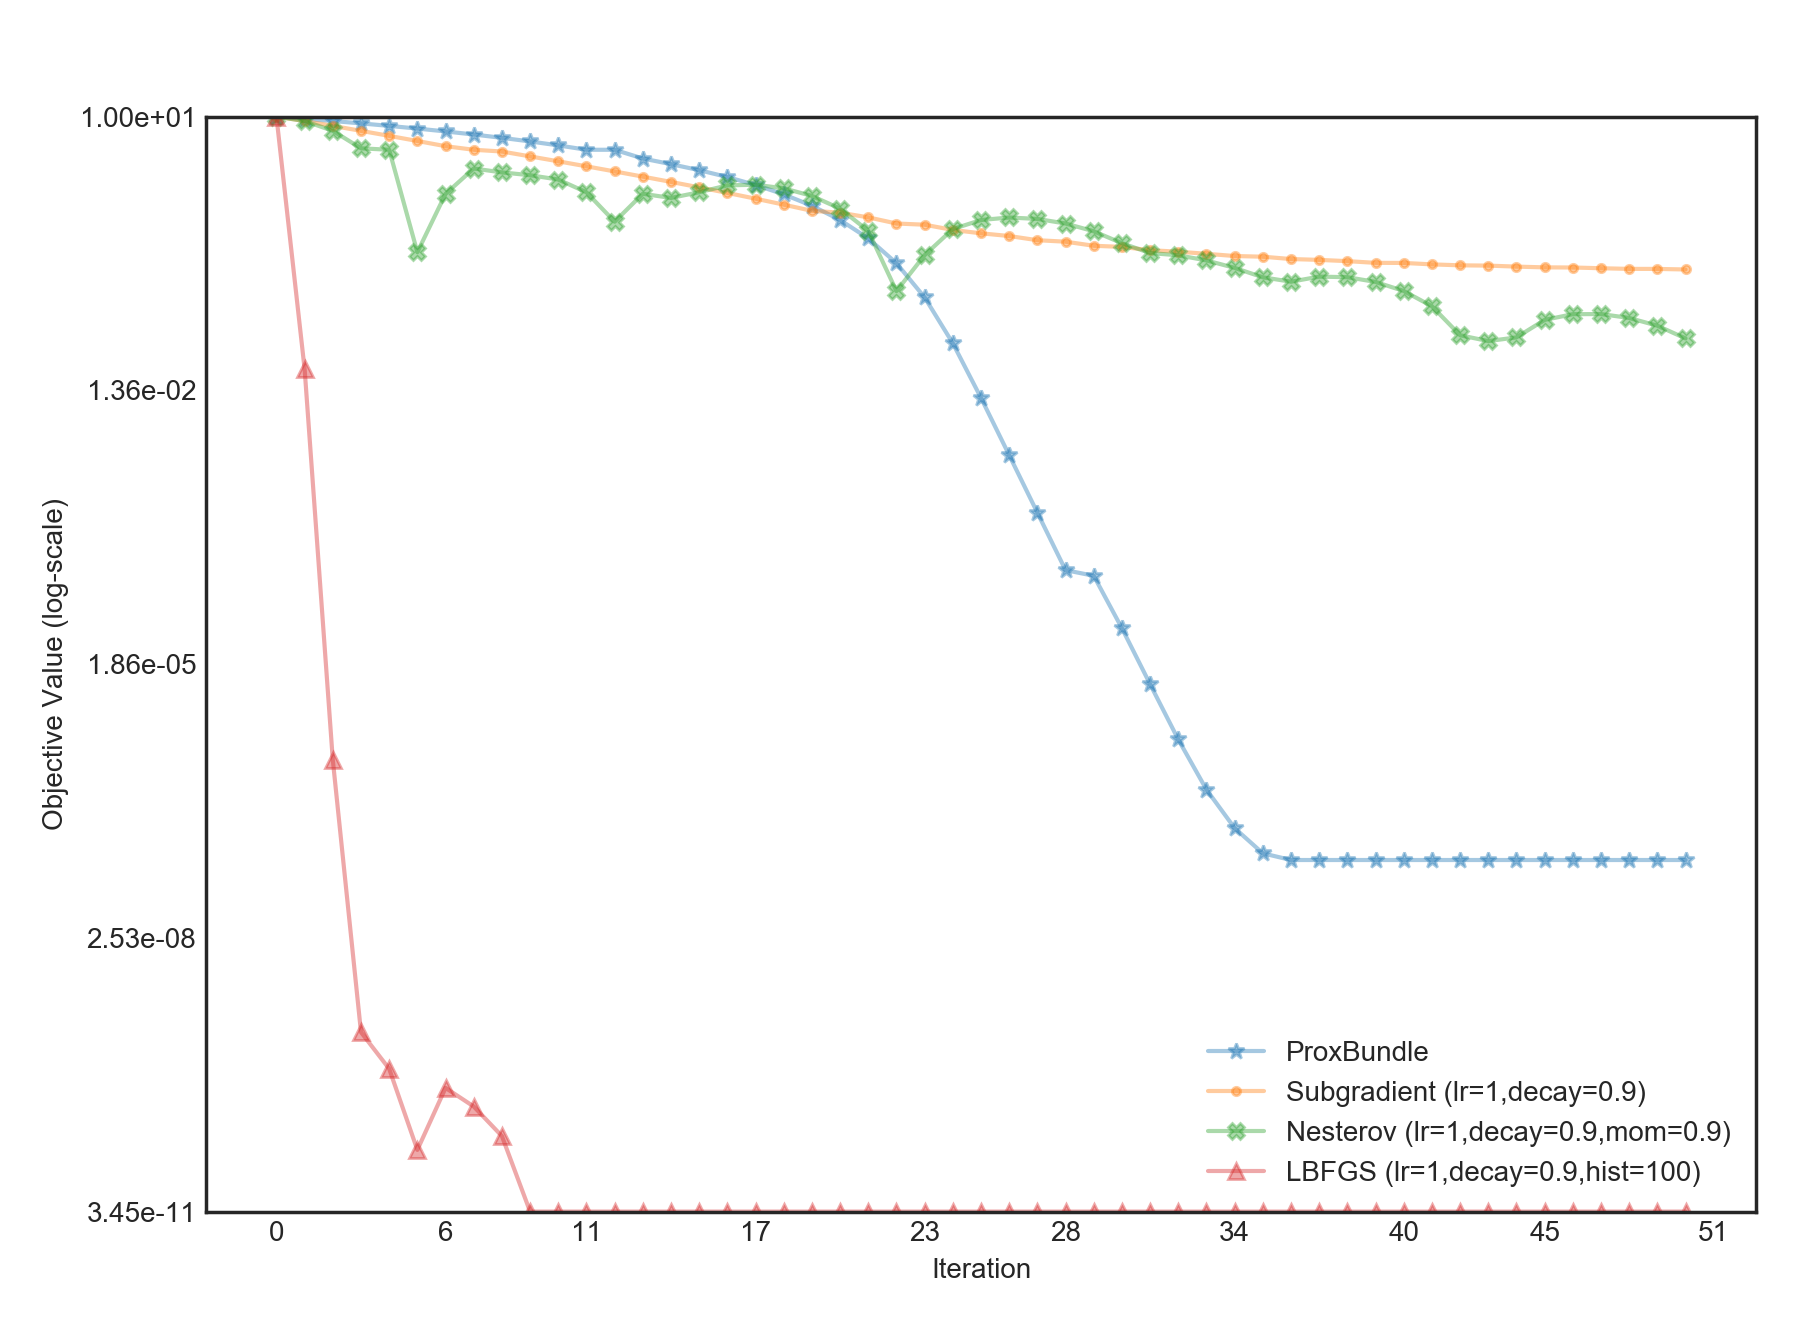 1.00e+01
1.36e-02
1.86e-05
2.53e-08
3.45e-11
Objective Value (log-scale)
0 6 11 17 23 28 34 40 45 51
Iteration
ProxBundle
Subgradient (lr=1,decay=0.9)
Nesterov (lr=1,decay=0.9,mom=0.9)
LBFGS (lr=1,decay=0.9,hist=100)